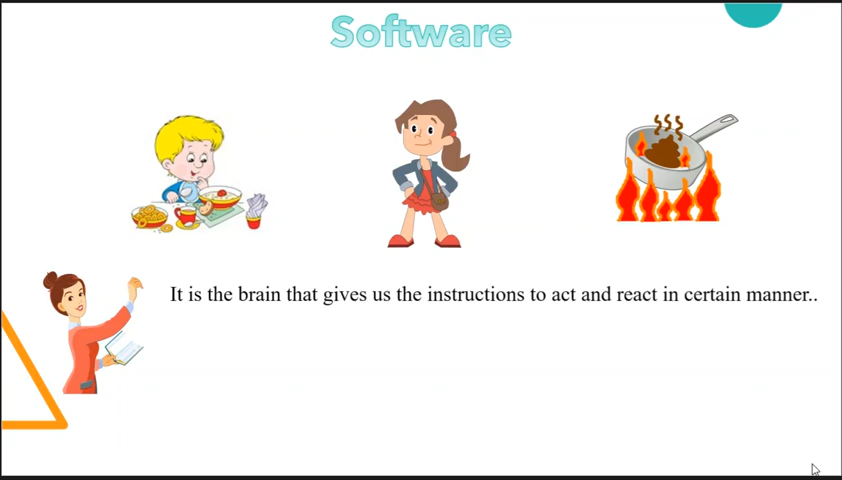 Software
It is the brain that gives us the instructions to act and react in certain manner..